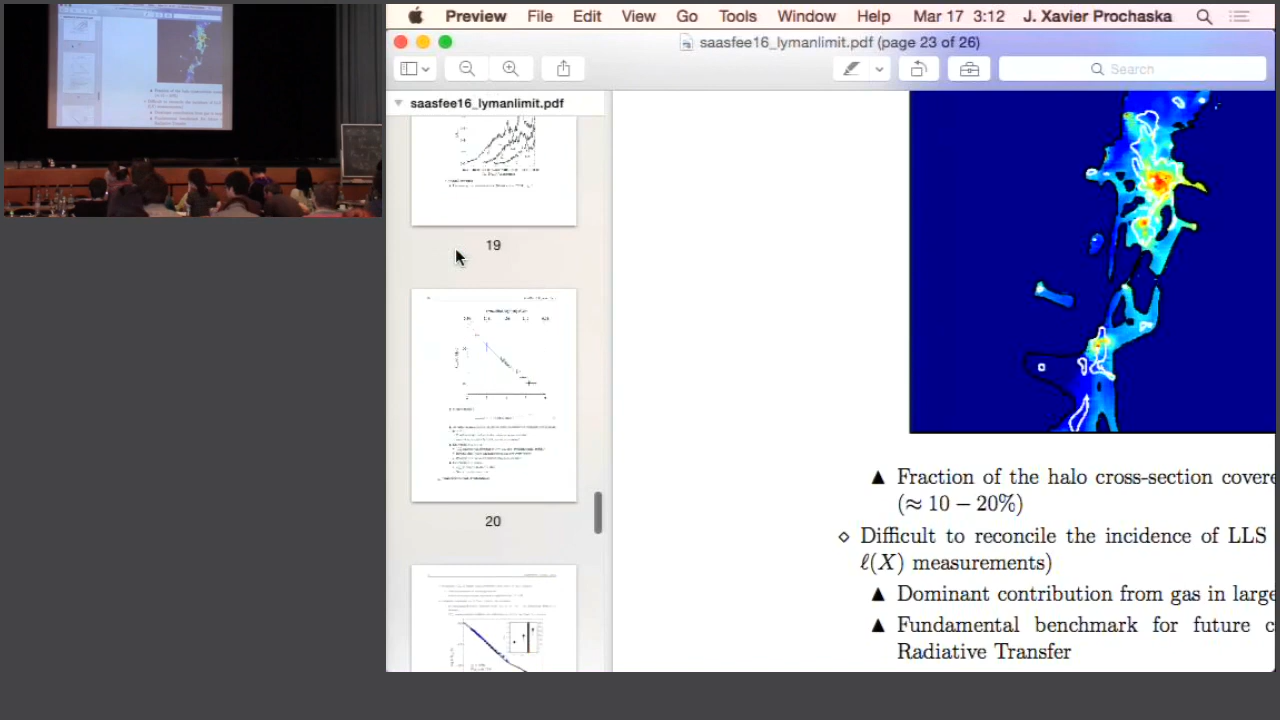 Preview File Edit View Go Tools Window Help Mar 17 3:12 J. Xavier Prochaska
saasfee16_lymanlimit.pdf (page 23 of 26)
Search
saasfee16_lymanlimit.pdf
19
20
▲ Fraction of the halo cross-section covere
(≈ 10 − 20%)
⋄ Difficult to reconcile the incidence of LLS
ℓ(X) measurements)
▲ Dominant contribution from gas in large
▲ Fundamental benchmark for future c
Radiative Transfer